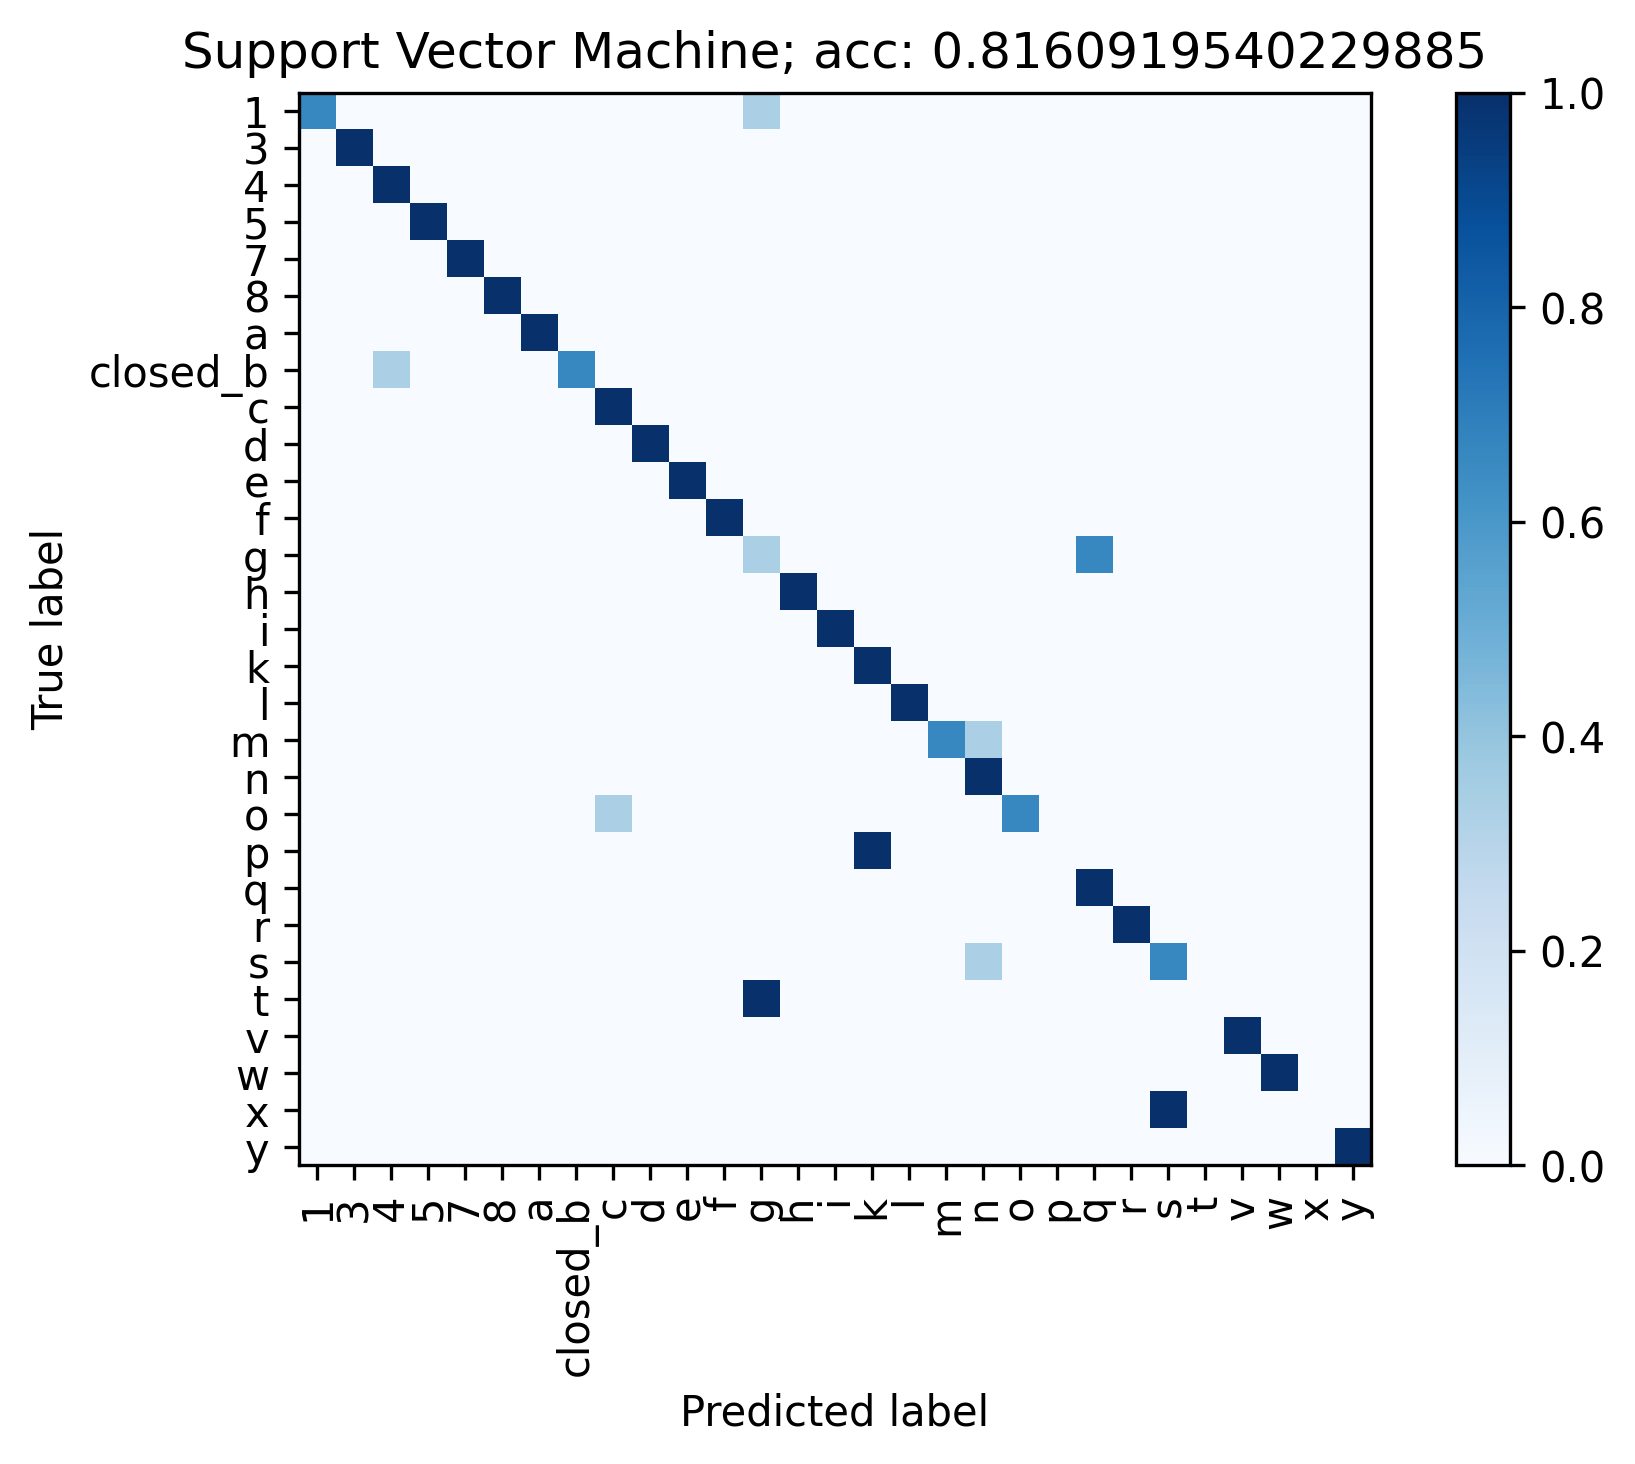 Support Vector Machine; acc: 0.8160919540229885
True label
1
3
4
5
7
8
a
closed_b
c
d
e
f
g
h
i
k
l
m
n
o
p
q
r
s
t
v
w
x
y
1 3 4 5 7 8 a closed_b c d e f g h i k l m n o p q r s t v w x y
Predicted label
1.0
0.8
0.6
0.4
0.2
0.0